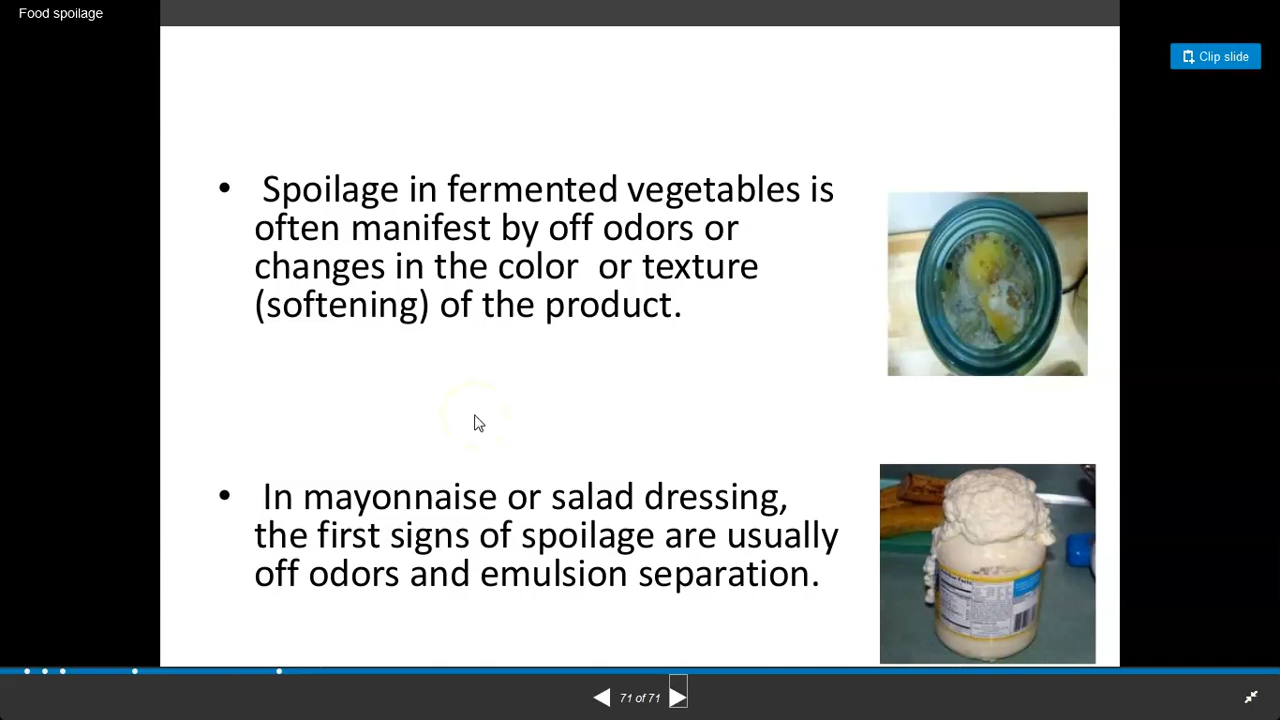 Food spoilage
Clip slide
• Spoilage in fermented vegetables is
often manifest by off odors or
changes in the color or texture
(softening) of the product.
• In mayonnaise or salad dressing,
the first signs of spoilage are usually
off odors and emulsion separation.
71 of 71